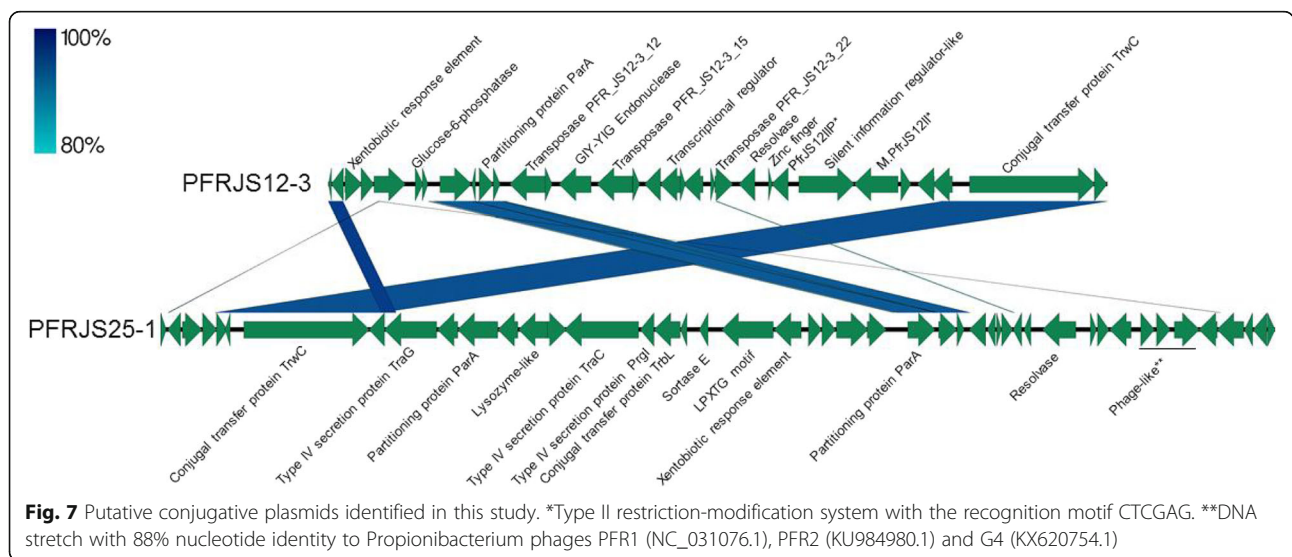 100%
80%
Xentobiotic response element
Glucose-6-phosphatase
Partitioning protein ParA
Transposase PFR_JS12-3_12
GIY-YIG Endonuclease
Transposase PFR_JS12-3_15
Transcriptional regulator
Transposase PFR_JS12-3_22
Resolvase
Zinc finger
PfrJS12IIP*
Silent information regulator-like
M.PfrJS12II*
Conjugal transfer protein TrwC
PFRJS12-3
PFRJS25-1
Conjugal transfer protein TrwC
Type IV secretion protein TraG
Partitioning protein ParA
Lysozyme-like
Type IV secretion protein TraC
Type IV secretion protein PrgI
Conjugal transfer protein TrbL
Sortase E
LPXTG motif
Xentobiotic response element
Partitioning protein ParA
Resolvase
Phage-like**
Fig. 7 Putative conjugative plasmids identified in this study. *Type II restriction-modification system with the recognition motif CTCGAG. **DNA
stretch with 88% nucleotide identity to Propionibacterium phages PFR1 (NC_031076.1), PFR2 (KU984980.1) and G4 (KX620754.1)